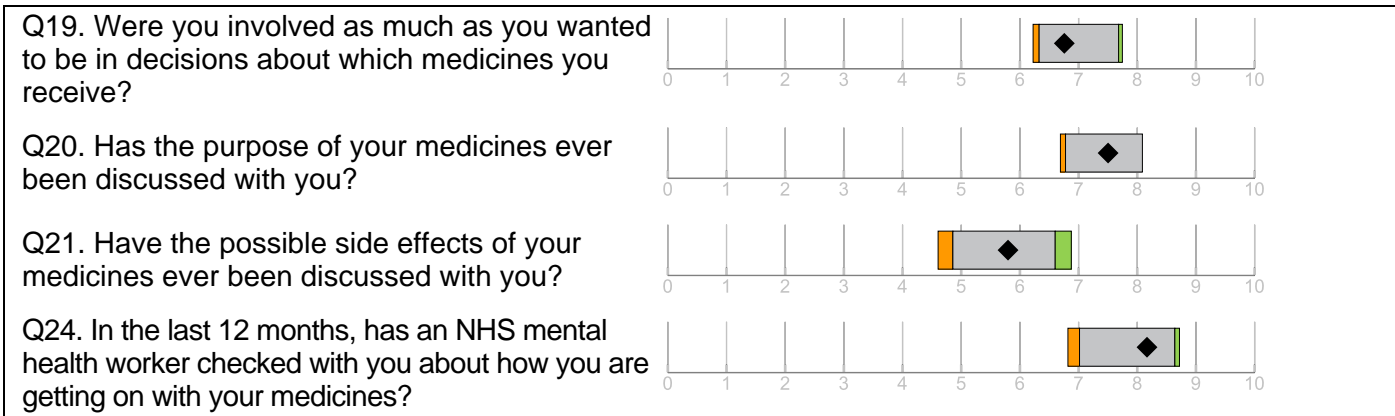 Q19. Were you involved as much as you wanted
to be in decisions about which medicines you
receive?
0 1 2 3 4 5 6 7 8 9 10
Q20. Has the purpose of your medicines ever
been discussed with you?
0 1 2 3 4 5 6 7 8 9 10
Q21. Have the possible side effects of your
medicines ever been discussed with you?
0 1 2 3 4 5 6 7 8 9 10
Q24. In the last 12 months, has an NHS mental
health worker checked with you about how you are
getting on with your medicines?
0 1 2 3 4 5 6 7 8 9 10